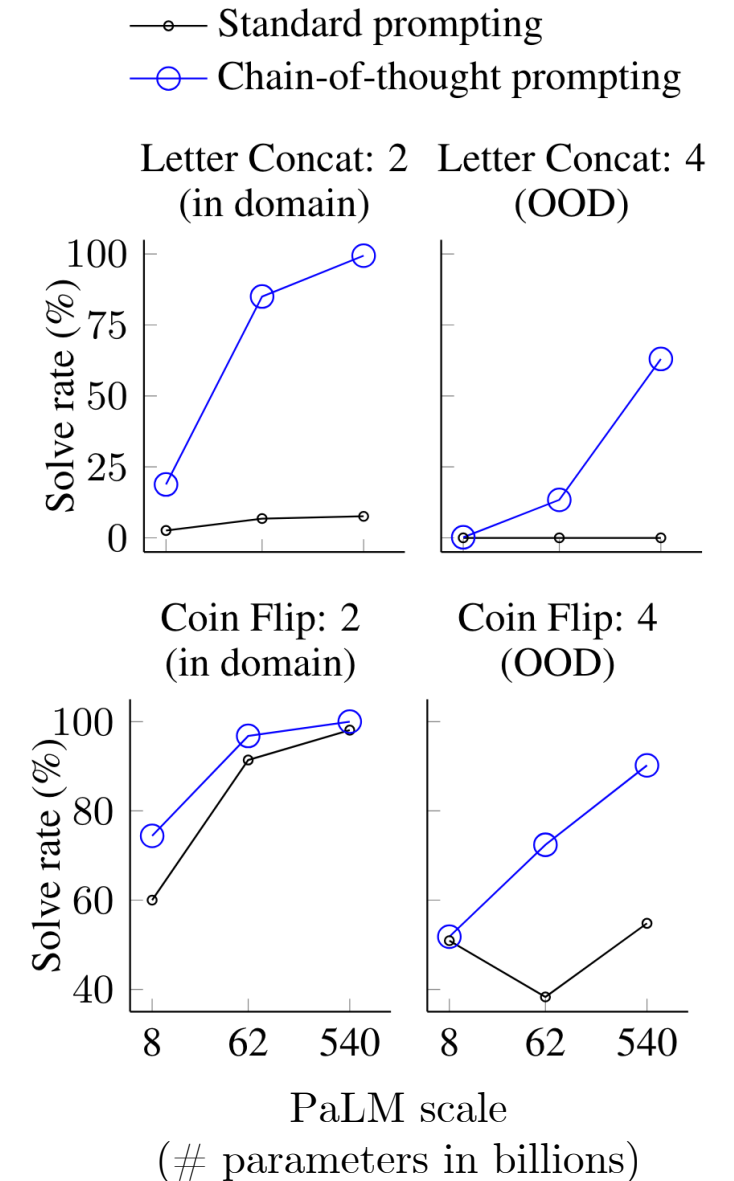 Standard prompting
Chain-of-thought prompting
Letter Concat: 2
(in domain)
Letter Concat: 4
(OOD)
Solve rate (%)
100
75
50
25
0
Coin Flip: 2
(in domain)
Coin Flip: 4
(OOD)
Solve rate (%)
100
80
60
40
8 62 540
8 62 540
PaLM scale
(# parameters in billions)